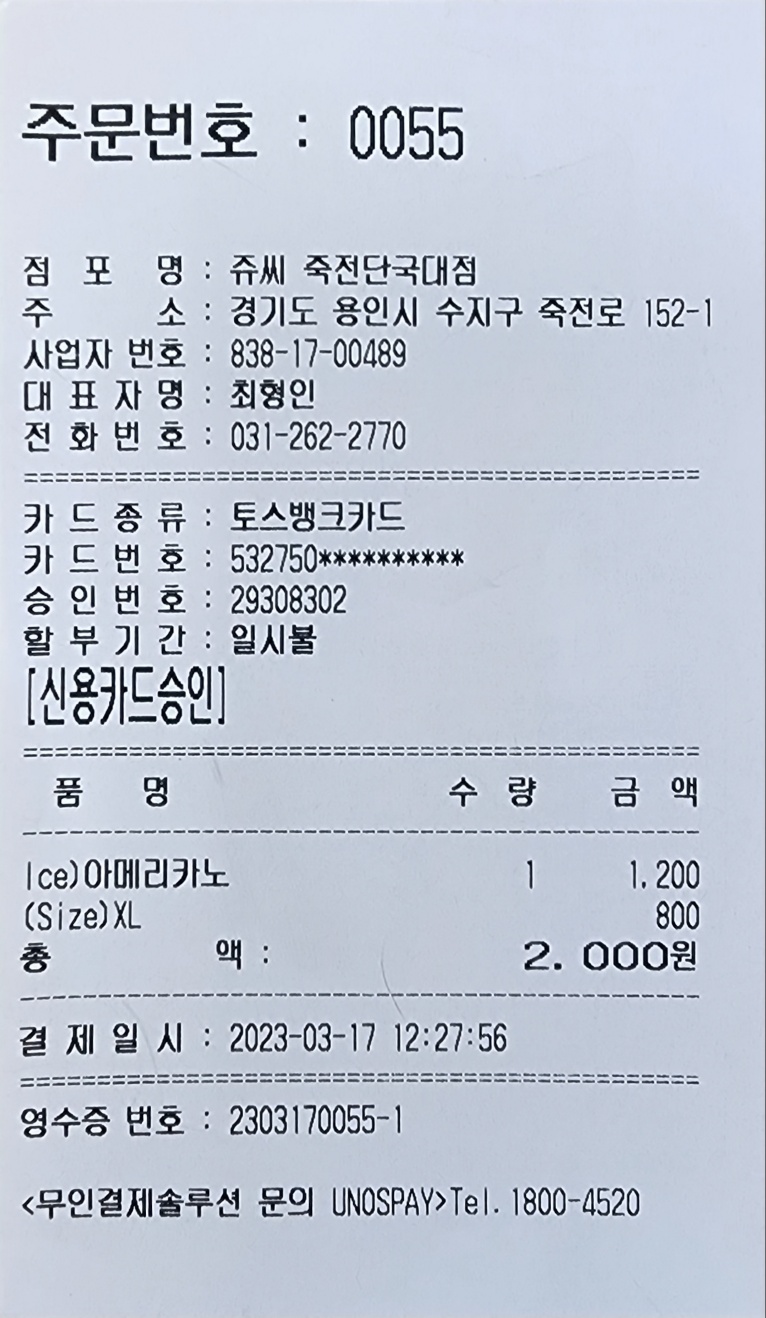 주문번호 : 0055
점 포 명 : 쥬씨 죽전단국대점
주 소 : 경기도 용인시 수지구 죽전로 152-1
사업자 번호 : 838-17-00489
대 표 자 명 : 최형인
전 화 번 호 : 031-262-2770
==================================================
카 드 종 류 : 토스뱅크카드
카 드 번 호 : 532750**********
승 인 번 호 : 29308302
할 부 기 간 : 일시불
[신용카드승인]
==================================================
품 명 수 량 금 액
--------------------------------------------------
Ice)아메리카노 1 1,200
(Size)XL 800
총 액 : 2,000원
--------------------------------------------------
결 제 일 시 : 2023-03-17 12:27:56
==================================================
영수증 번호 : 2303170055-1
<무인결제솔루션 문의 UNOSPAY>Tel. 1800-4520